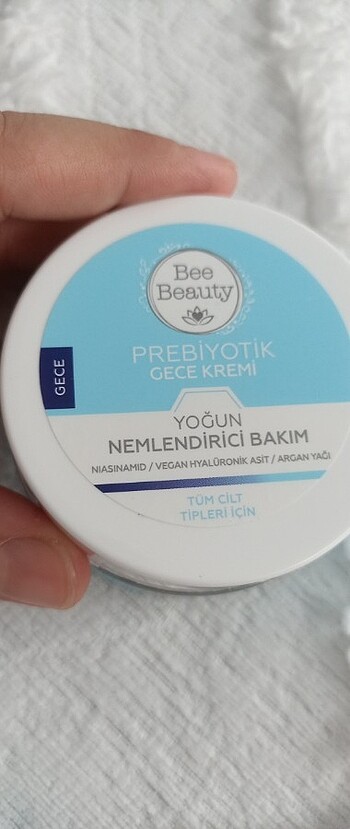 Bee
Beauty
PREBİYOTİK
GECE KREMİ
GECE
YOĞUN
NEMLENDİRİCİ BAKIM
NIASINAMID / VEGAN HYALÜRONİK ASİT / ARGAN YAĞI
TÜM CİLT
TİPLERİ İÇİN